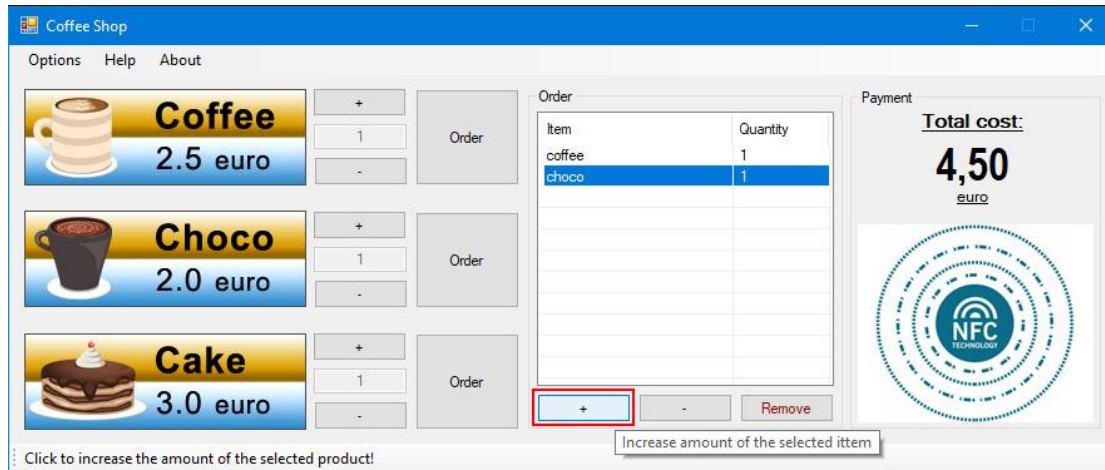 Coffee Shop
Options Help About
Coffee
2.5 euro
+
1
-
Order
Choco
2.0 euro
+
1
-
Order
Cake
3.0 euro
+
1
-
Order
Order
Item Quantity
coffee 1
choco 1
+ - Remove
Increase amount of the selected ittem
Payment
Total cost:
4,50
euro
NFC
TECHNOLOGY
Click to increase the amount of the selected product!